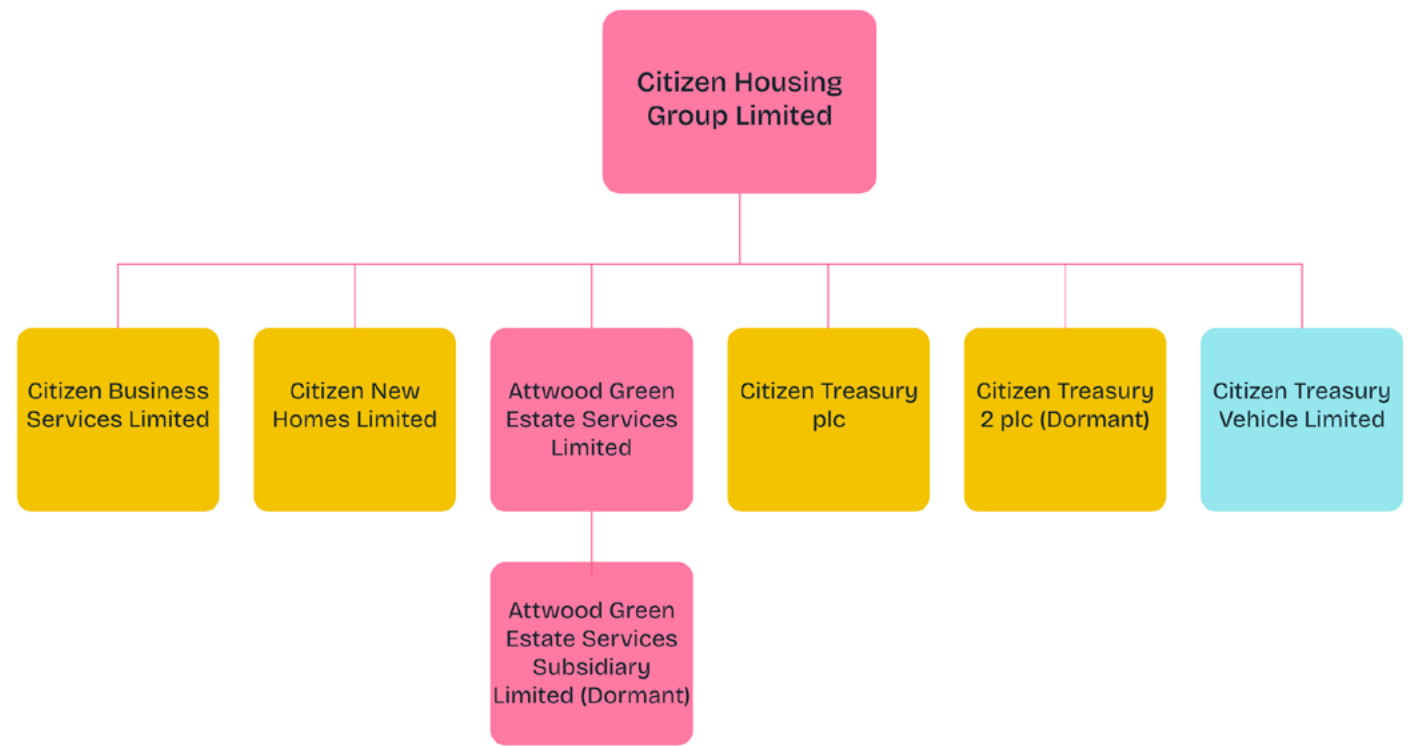 Citizen Housing
Group Limited
Citizen Business
Services Limited
Citizen New
Homes Limited
Attwood Green
Estate Services
Limited
Citizen Treasury
plc
Citizen Treasury
2 plc (Dormant)
Citizen Treasury
Vehicle Limited
Attwood Green
Estate Services
Subsidiary
Limited (Dormant)